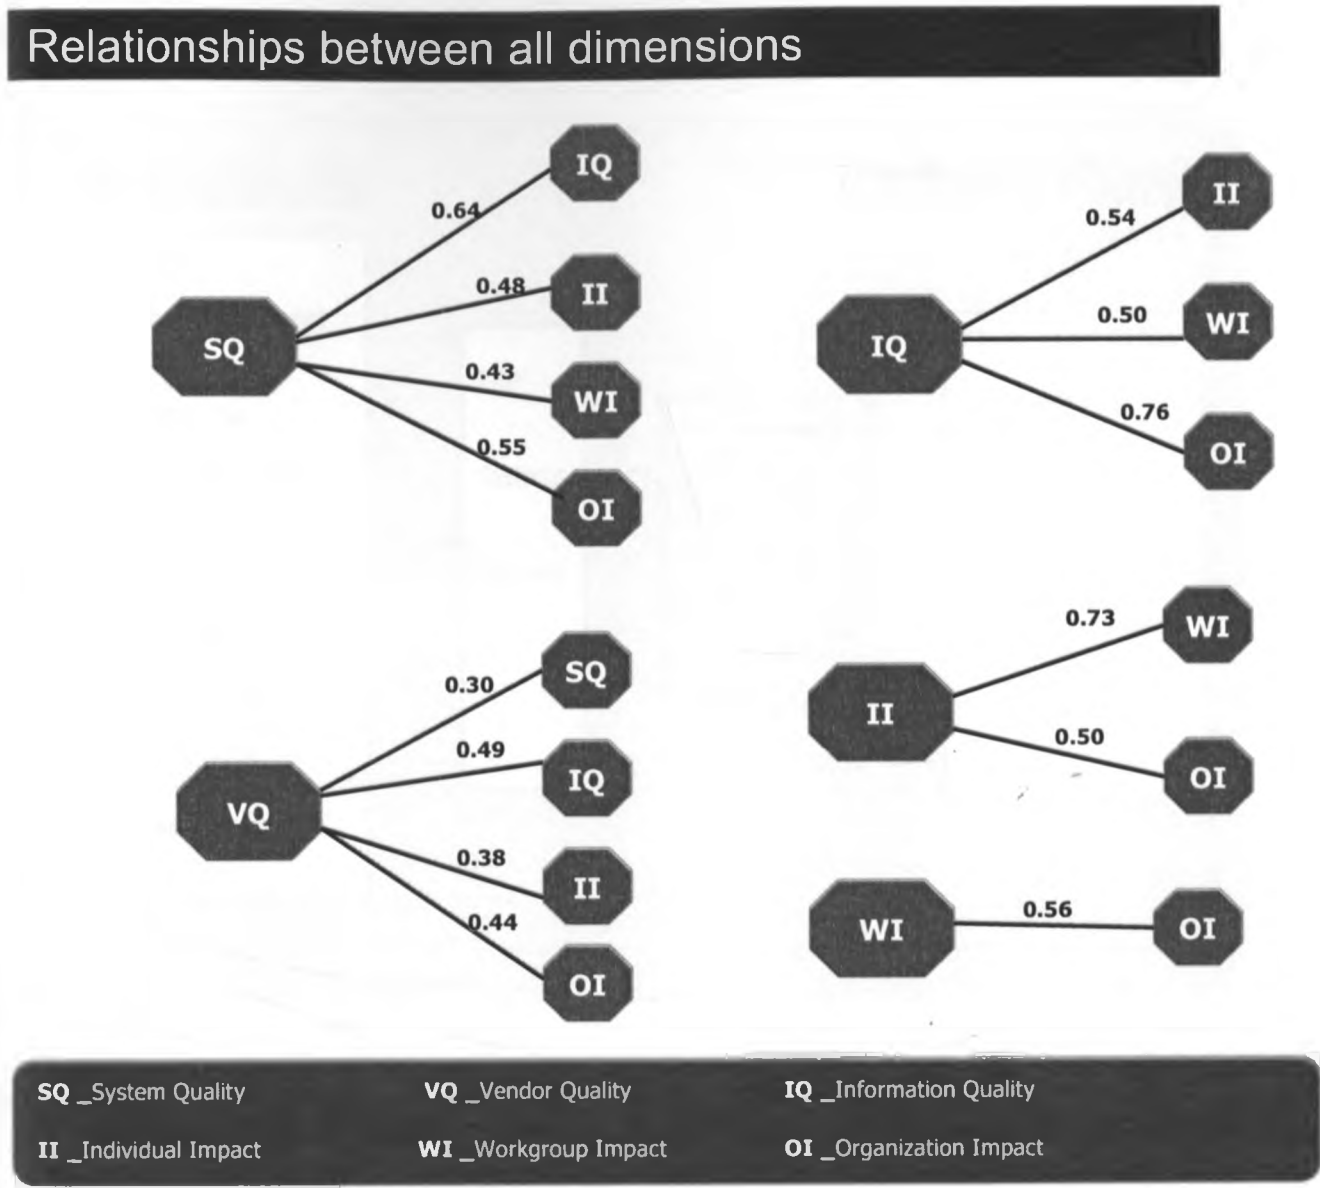 Relationships between all dimensions
SQ
0.64
IQ
0.48
II
0.43
WI
0.55
OI
IQ
0.54
II
0.50
WI
0.76
OI
VQ
0.30
SQ
0.49
IQ
0.38
II
0.44
OI
II
0.73
WI
0.50
OI
WI
0.56
OI
SQ _System Quality VQ _Vendor Quality IQ _Information Quality
II _Individual Impact WI _Workgroup Impact OI _Organization Impact